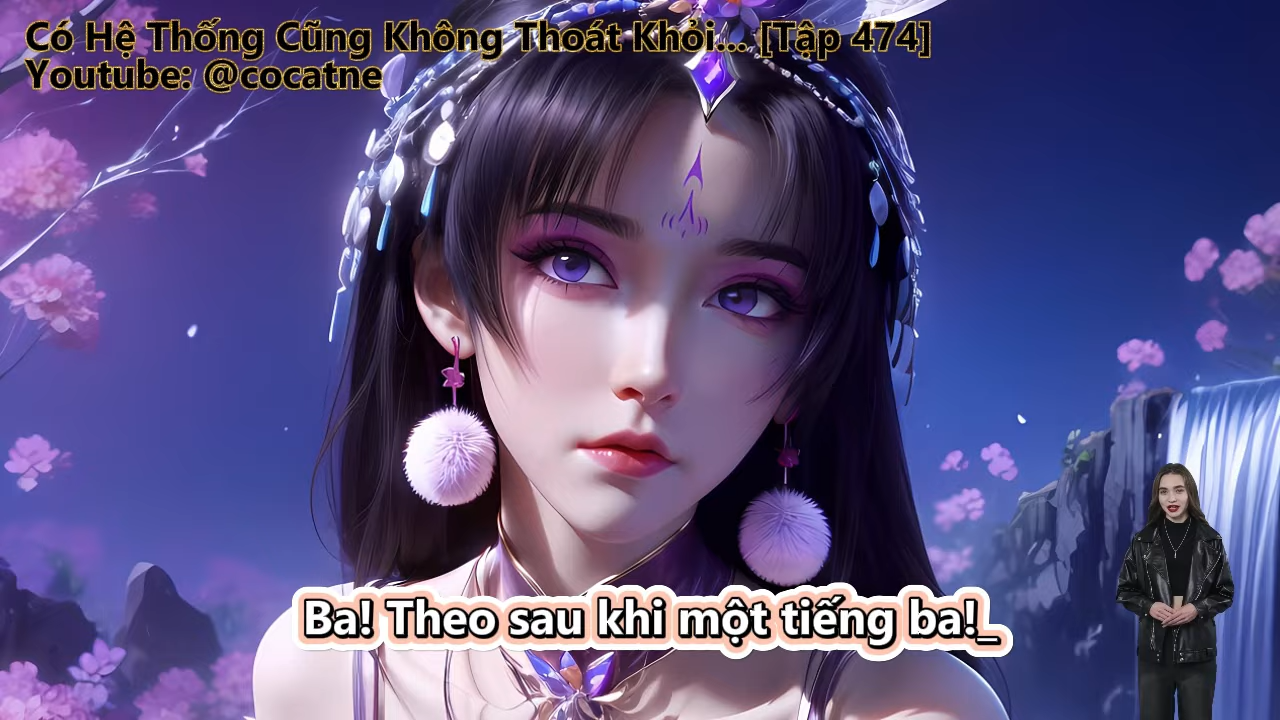 Có Hệ Thống Cũng Không Thoát Khỏi... [Tập 474]
Youtube: @cocatne
Ba! Theo sau khi một tiếng ba!_